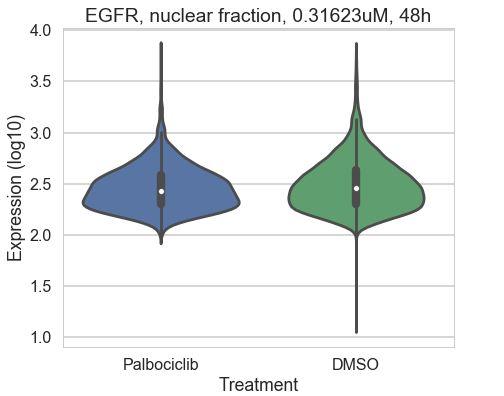 EGFR, nuclear fraction, 0.31623uM, 48h
4.0
3.5
3.0
2.5
2.0
1.5
1.0
Expression (log10)
Palbociclib
DMSO
Treatment